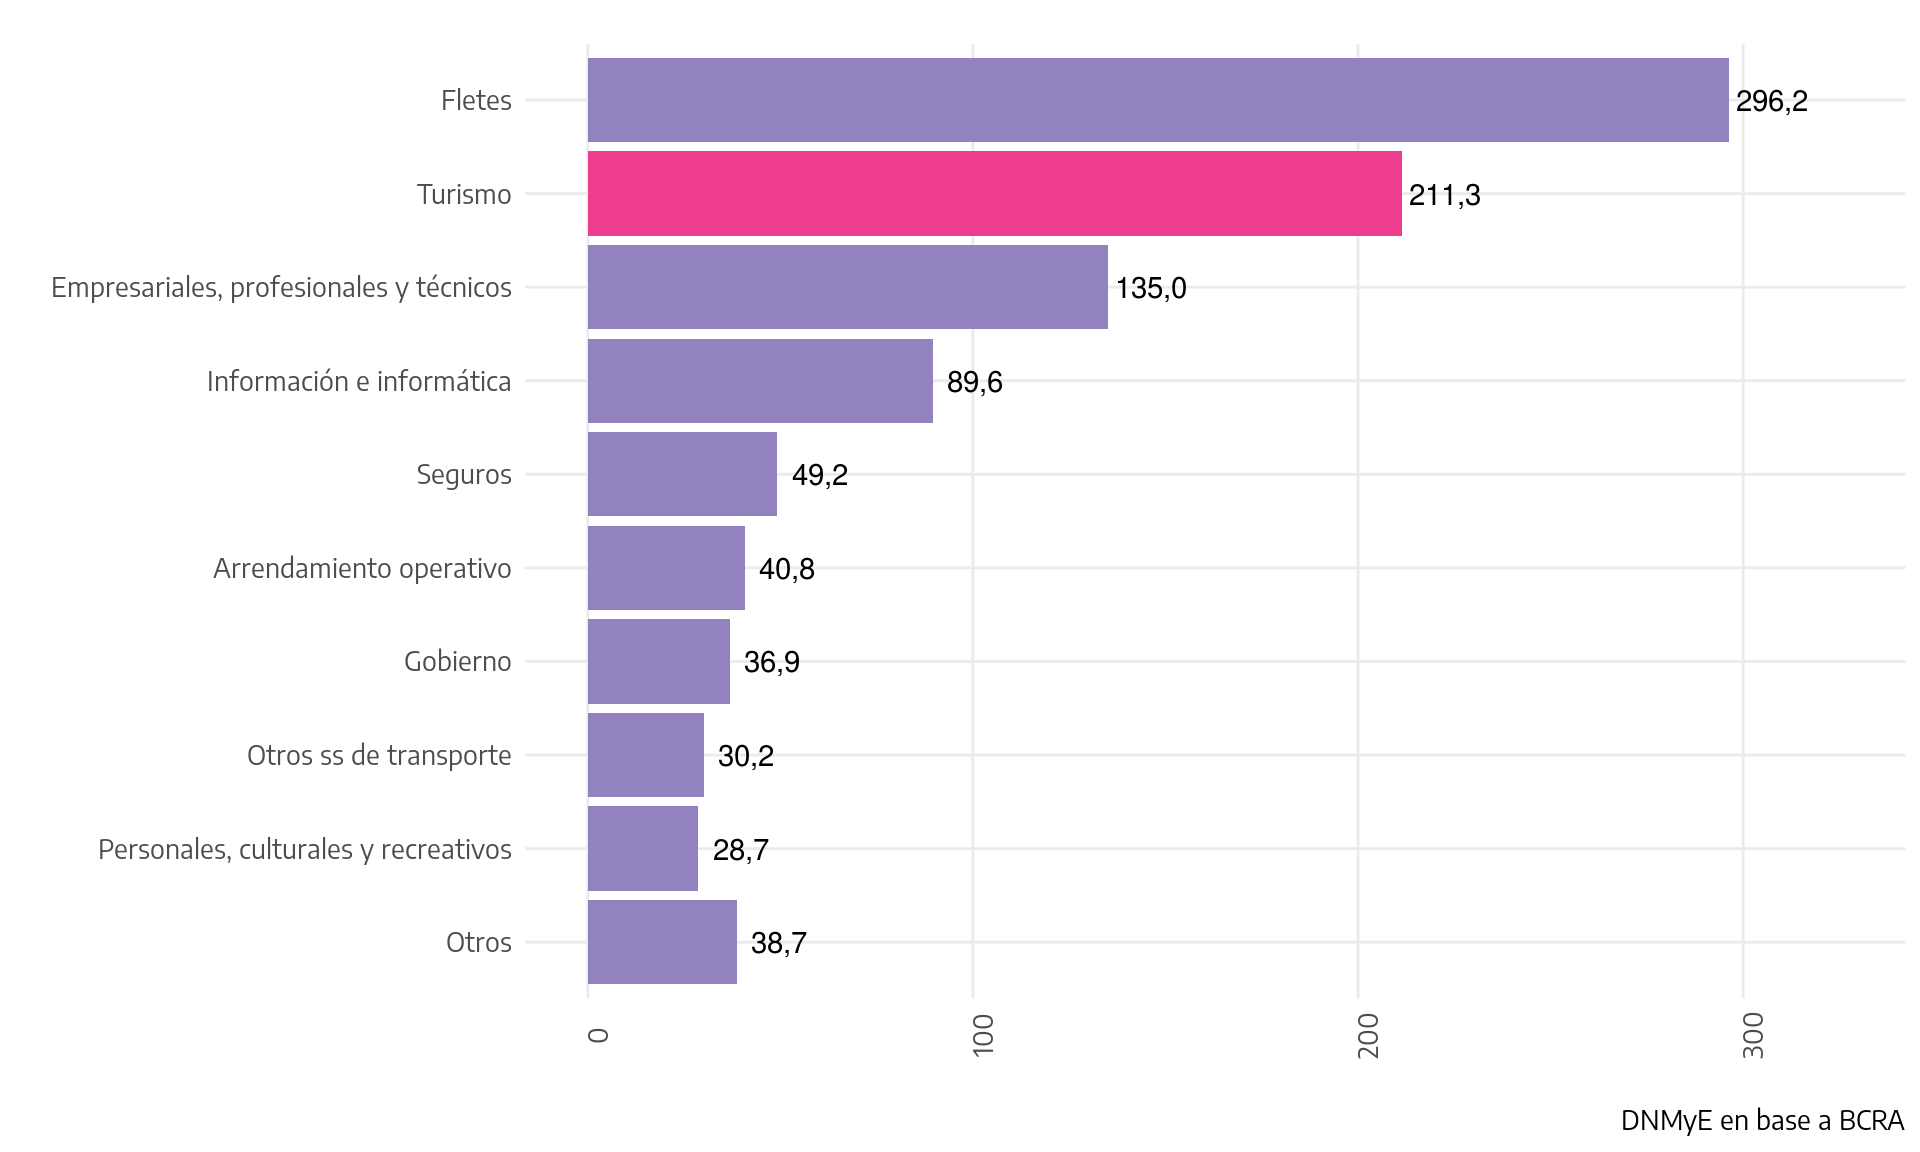 Fletes 296,2
Turismo 211,3
Empresariales, profesionales y técnicos 135,0
Información e informática 89,6
Seguros 49,2
Arrendamiento operativo 40,8
Gobierno 36,9
Otros ss de transporte 30,2
Personales, culturales y recreativos 28,7
Otros 38,7
0 100 200 300
DNMyE en base a BCRA